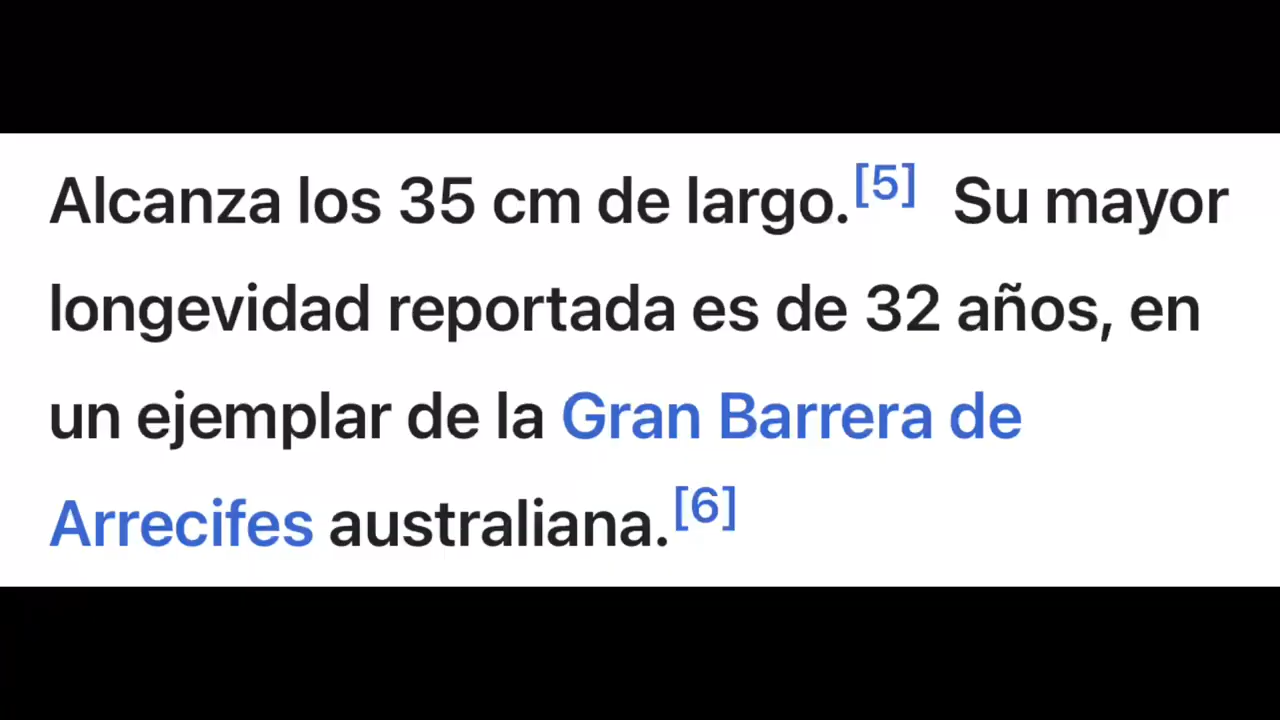 Alcanza los 35 cm de largo.[5] Su mayor
longevidad reportada es de 32 años, en
un ejemplar de la Gran Barrera de
Arrecifes australiana.[6]